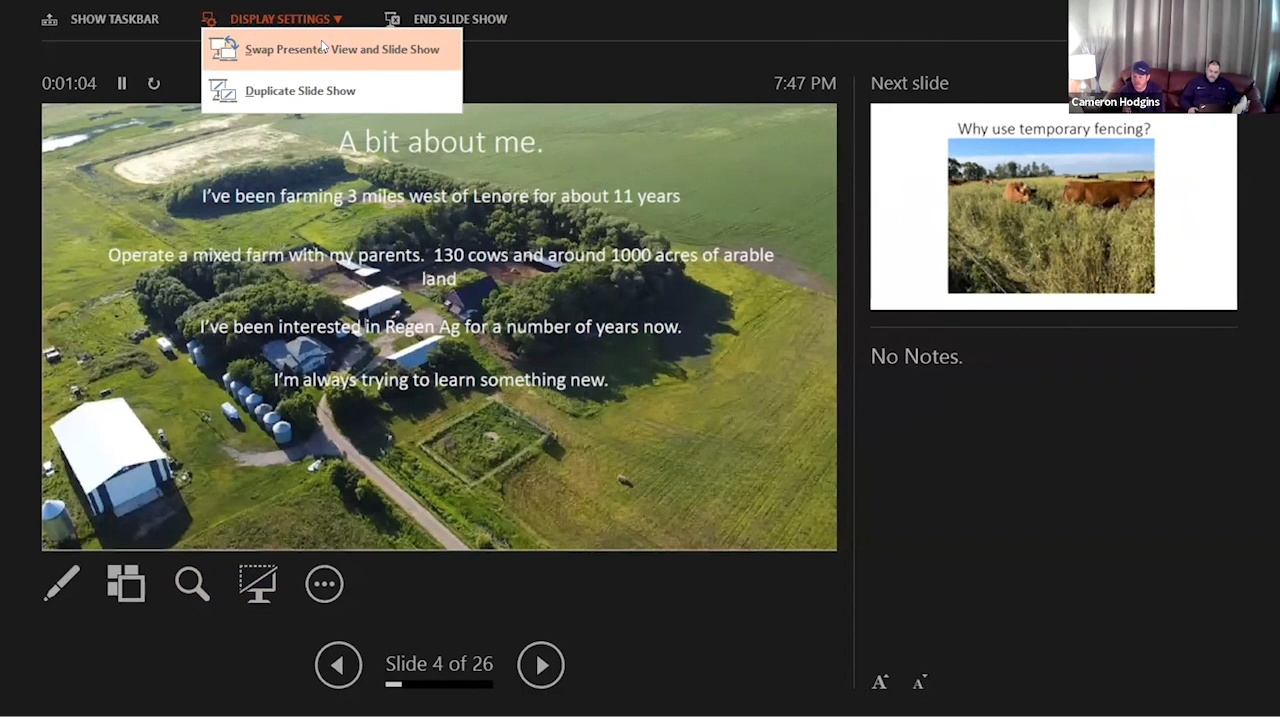 SHOW TASKBAR
DISPLAY SETTINGS ▼
END SLIDE SHOW
Swap Presenter View and Slide Show
Duplicate Slide Show
0:01:04
7:47 PM
Next slide
Cameron Hodgins
A bit about me.
I've been farming 3 miles west of Lenore for about 11 years
Operate a mixed farm with my parents. 130 cows and around 1000 acres of arable
land
I've been interested in Regen Ag for a number of years now.
I'm always trying to learn something new.
Why use temporary fencing?
No Notes.
Slide 4 of 26
A A